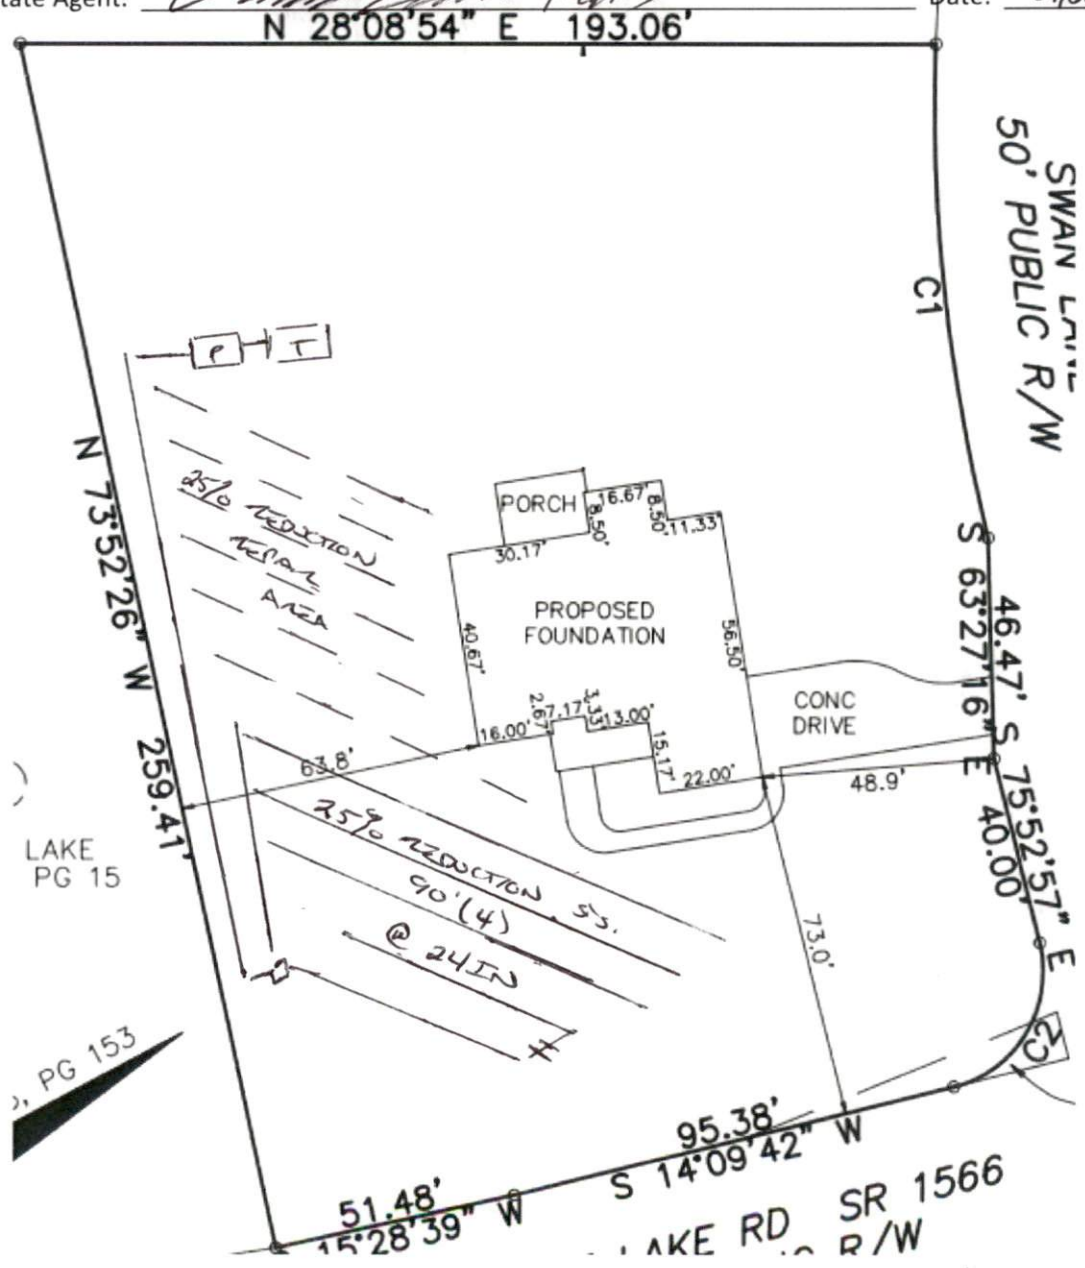 tate Agent:
Date:
N 28°08'54" E 193.06'
SWAN LANE
50' PUBLIC R/W
C1
P
T
N 73°52'26" W 259.41'
25% REDUCTION
REPAIR
AREA
PORCH
16.67'
8.50'
8.50'
11.33'
30.17'
PROPOSED
FOUNDATION
40.67'
56.50'
S 63°27'16" E
46.47'
CONC
DRIVE
2.67'
7.17'
3.33'
13.00'
16.00'
15.17'
22.00'
63.8'
48.9'
S 75°52'57" E
40.00'
LAKE
PG 15
25% REDUCTION
90' (4)
@ 24IN
73.0'
, PG 153
C2
95.38'
S 14°09'42" W
51.48'
15°28'39" W
LAKE RD SR 1566
R/W